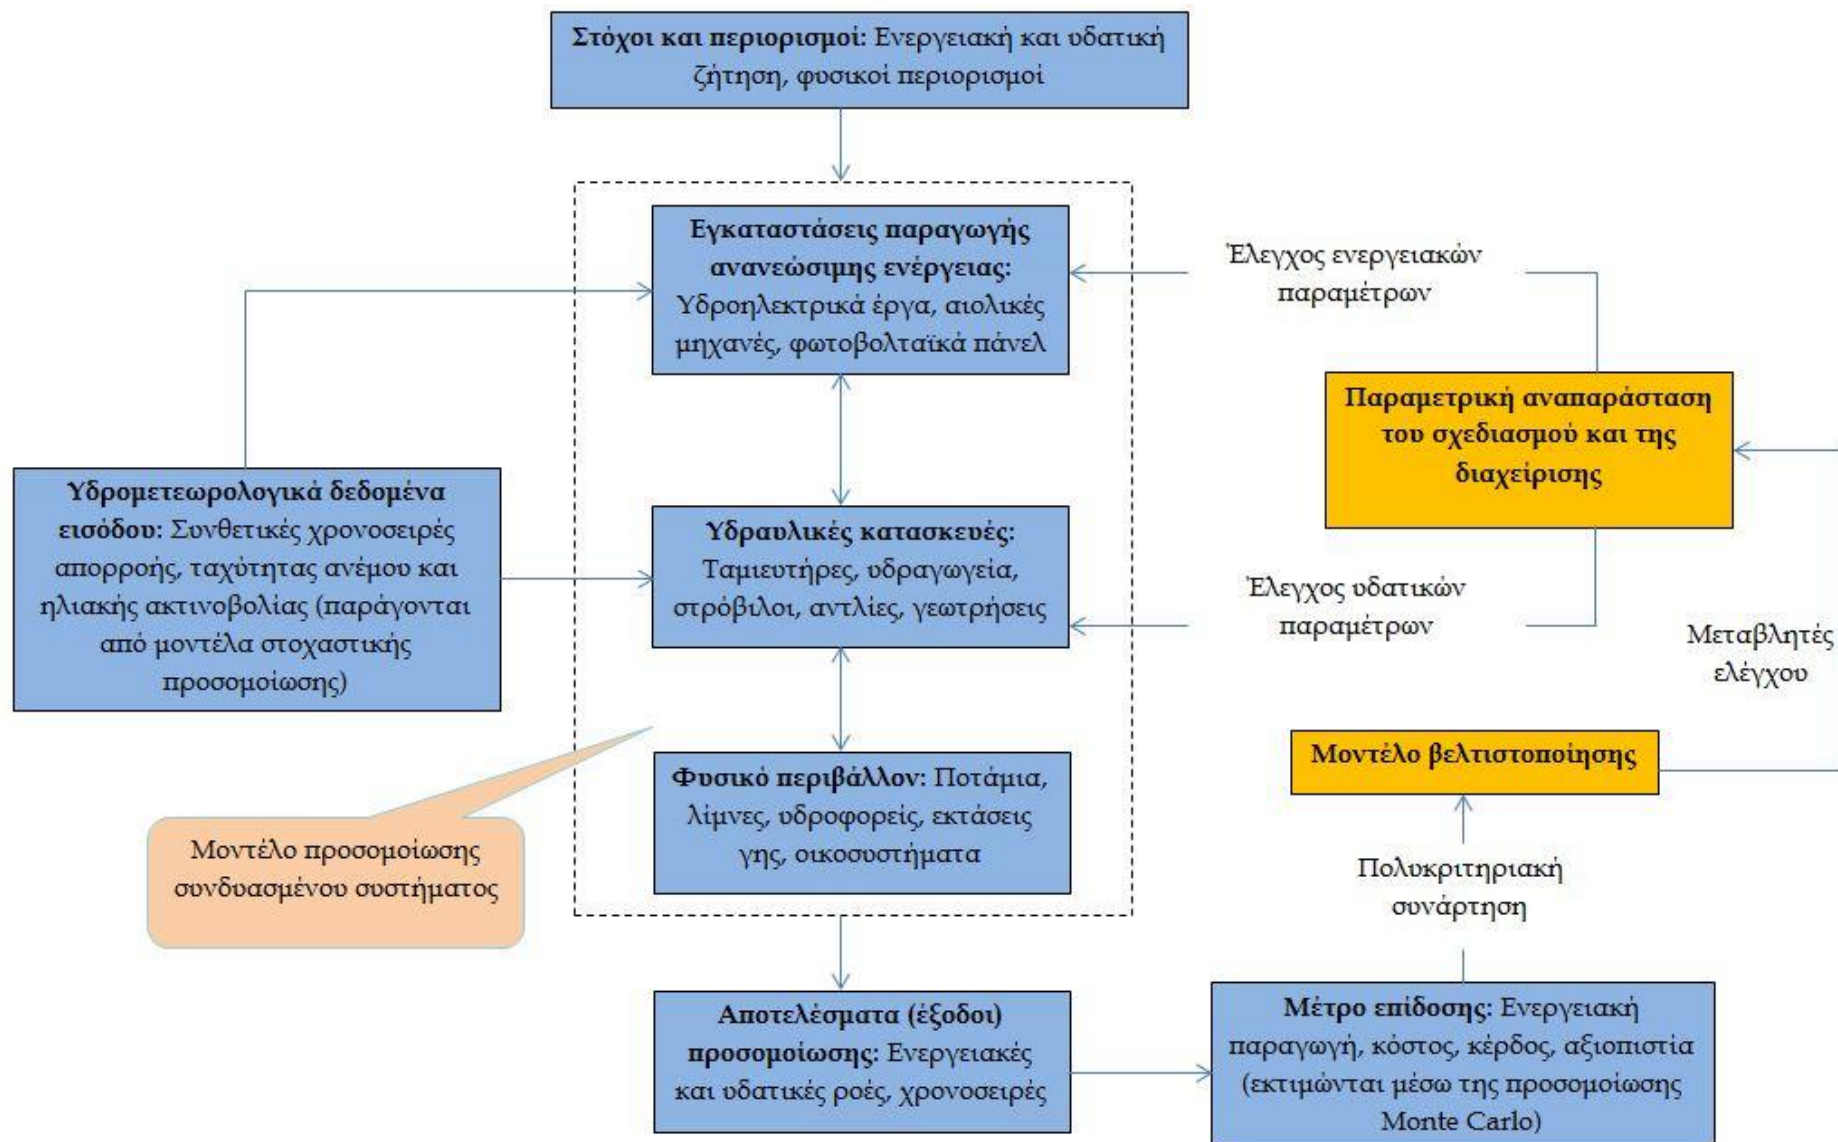 Στόχοι και περιορισμοί: Ενεργειακή και υδατική
ζήτηση, φυσικοί περιορισμοί
Εγκαταστάσεις παραγωγής
ανανεώσιμης ενέργειας:
Υδροηλεκτρικά έργα, αιολικές
μηχανές, φωτοβολταϊκά πάνελ
Έλεγχος ενεργειακών
παραμέτρων
Παραμετρική αναπαράσταση
του σχεδιασμού και της
διαχείρισης
Υδρομετεωρολογικά δεδομένα
εισόδου: Συνθετικές χρονοσειρές
απορροής, ταχύτητας ανέμου και
ηλιακής ακτινοβολίας (παράγονται
από μοντέλα στοχαστικής
προσομοίωσης)
Υδραυλικές κατασκευές:
Ταμιευτήρες, υδραγωγεία,
στρόβιλοι, αντλίες, γεωτρήσεις
Έλεγχος υδατικών
παραμέτρων
Μεταβλητές
ελέγχου
Μοντέλο βελτιστοποίησης
Φυσικό περιβάλλον: Ποτάμια,
λίμνες, υδροφορείς, εκτάσεις
γης, οικοσυστήματα
Μοντέλο προσομοίωσης
συνδυασμένου συστήματος
Πολυκριτηριακή
συνάρτηση
Αποτελέσματα (έξοδοι)
προσομοίωσης: Ενεργειακές
και υδατικές ροές, χρονοσειρές
Μέτρο επίδοσης: Ενεργειακή
παραγωγή, κόστος, κέρδος, αξιοπιστία
(εκτιμώνται μέσω της προσομοίωσης
Monte Carlo)